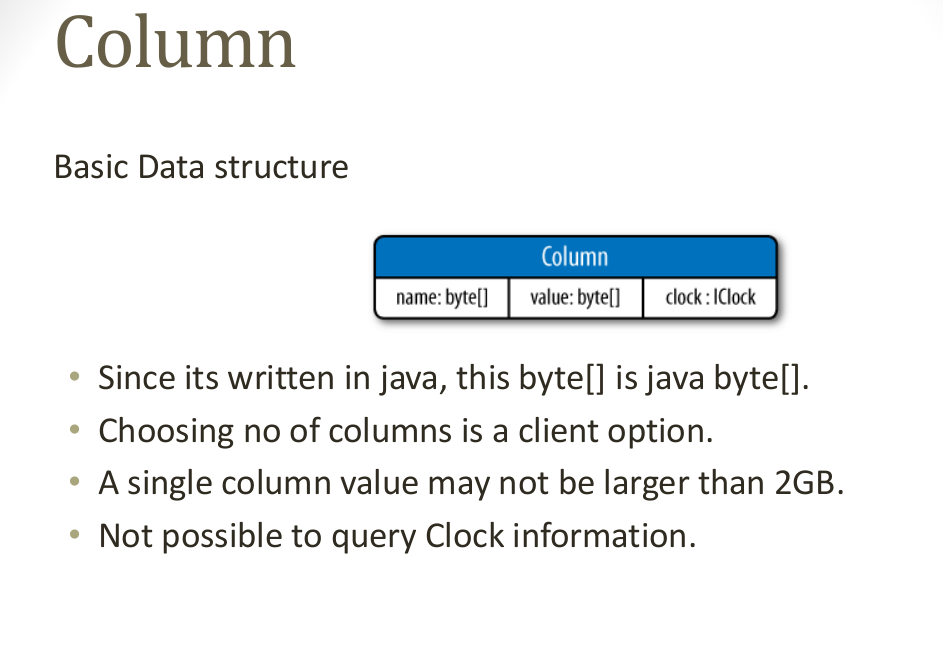 Column
Basic Data structure
Column
name: byte[] value: byte[] clock : IClock
• Since its written in java, this byte[] is java byte[].
• Choosing no of columns is a client option.
• A single column value may not be larger than 2GB.
• Not possible to query Clock information.